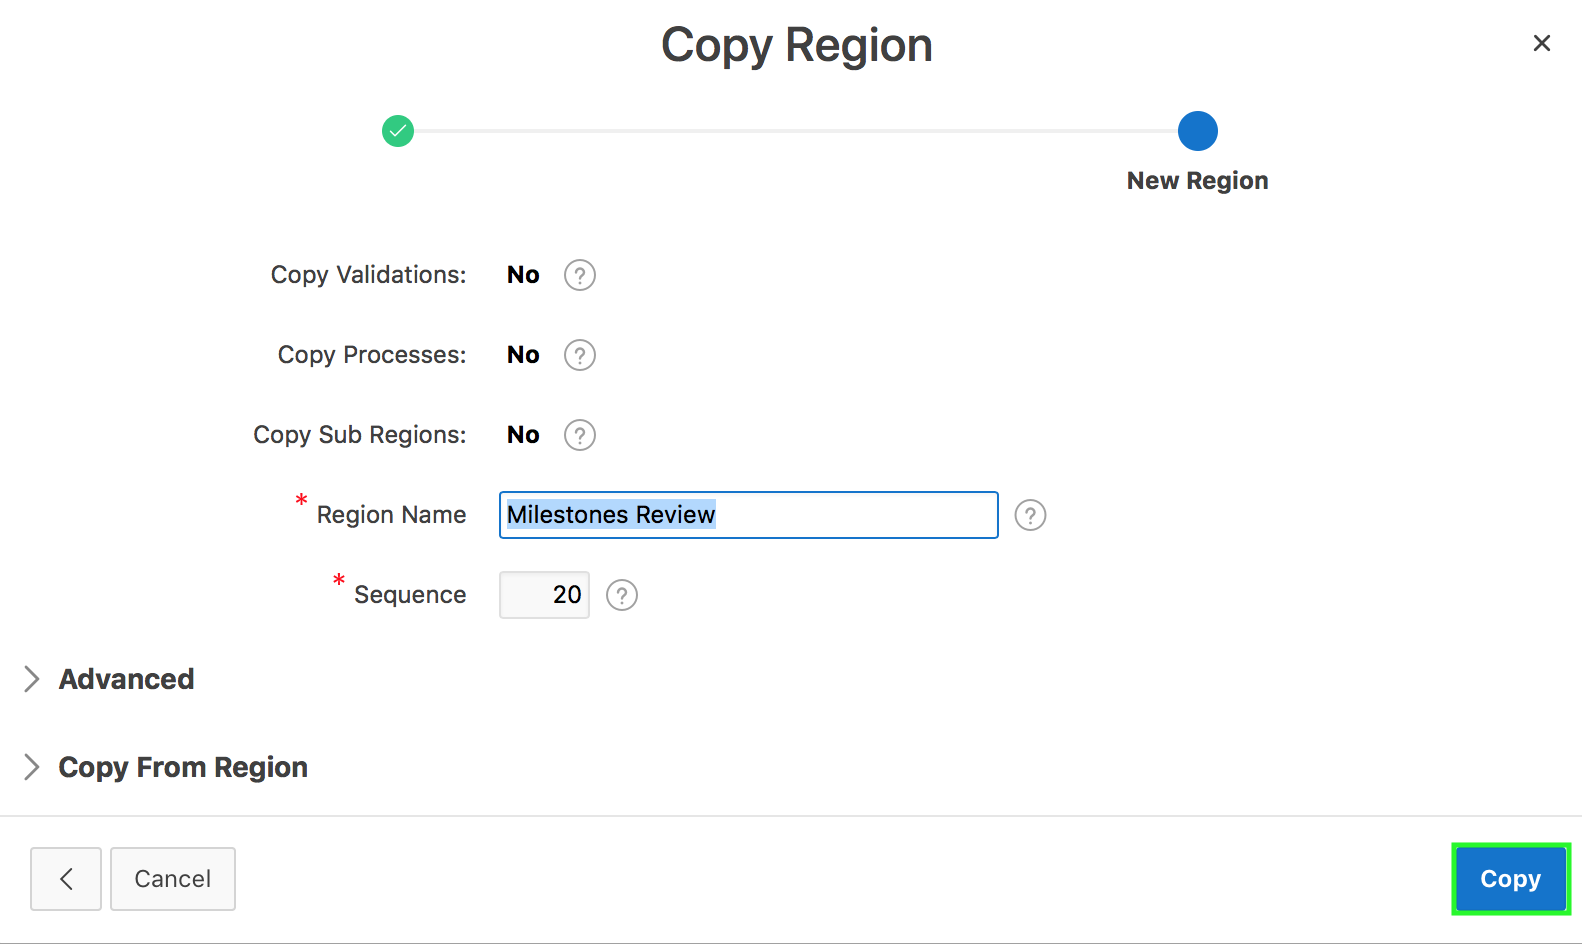 Copy Region
New Region
Copy Validations: No ?
Copy Processes: No ?
Copy Sub Regions: No ?
* Region Name Milestones Review ?
* Sequence 20 ?
Advanced
Copy From Region
Cancel Copy